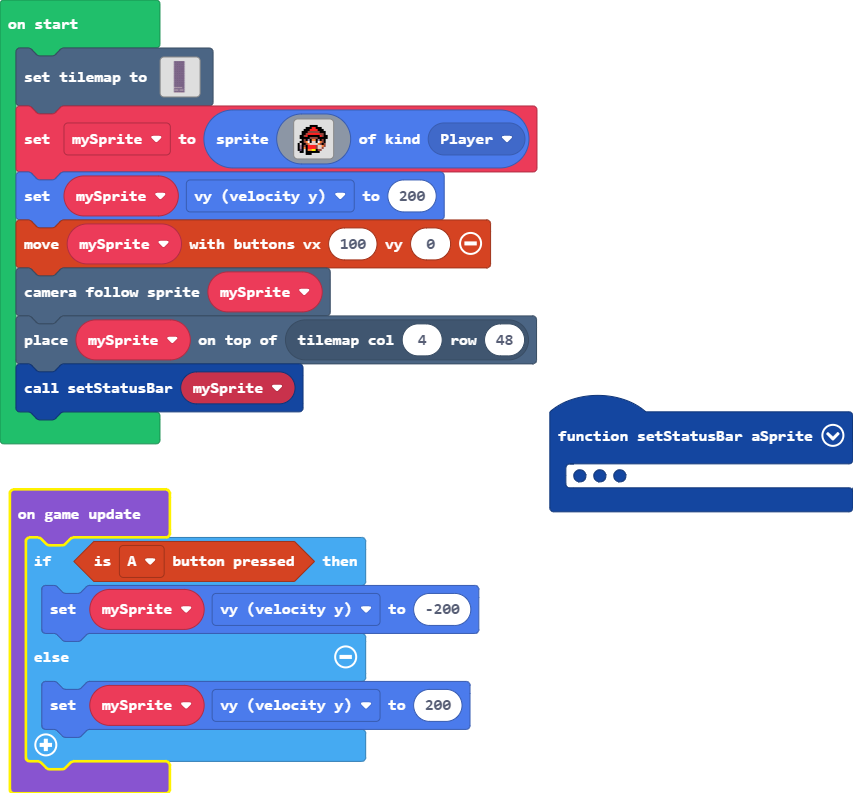 on start
set tilemap to
set mySprite to sprite of kind Player
set mySprite vy (velocity y) to 200
move mySprite with buttons vx 100 vy 0
camera follow sprite mySprite
place mySprite on top of tilemap col 4 row 48
call setStatusBar mySprite
function setStatusBar aSprite
on game update
if is A button pressed then
set mySprite vy (velocity y) to -200
else
set mySprite vy (velocity y) to 200